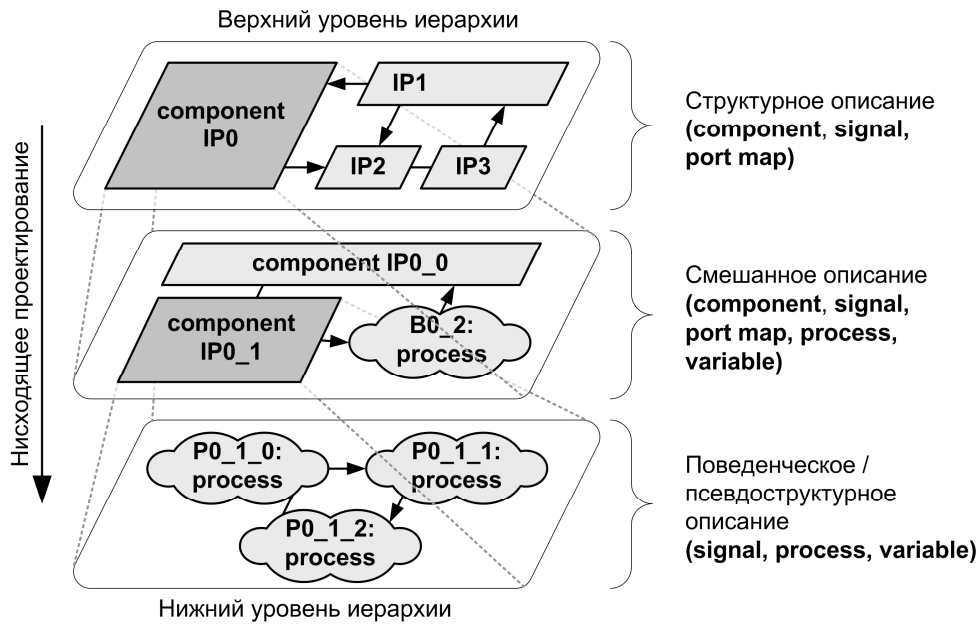 Верхний уровень иерархии
component
IP0
IP1
IP2
IP3
Структурное описание
(component, signal,
port map)
Нисходящее проектирование
component IP0_0
component
IP0_1
B0_2:
process
Смешанное описание
(component, signal,
port map, process,
variable)
P0_1_0:
process
P0_1_1:
process
P0_1_2:
process
Поведенческое /
псевдоструктурное
описание
(signal, process, variable)
Нижний уровень иерархии